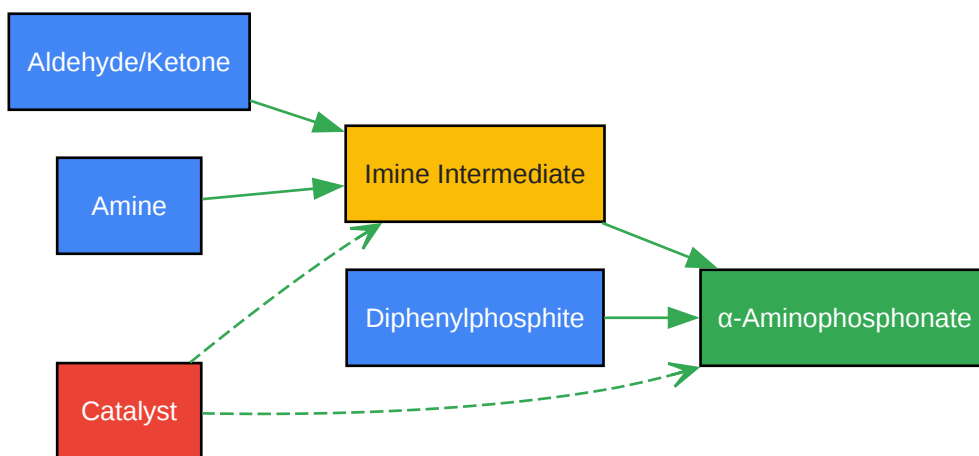 Aldehyde/Ketone
Amine
Imine Intermediate
Diphenylphosphite
α-Aminophosphonate
Catalyst